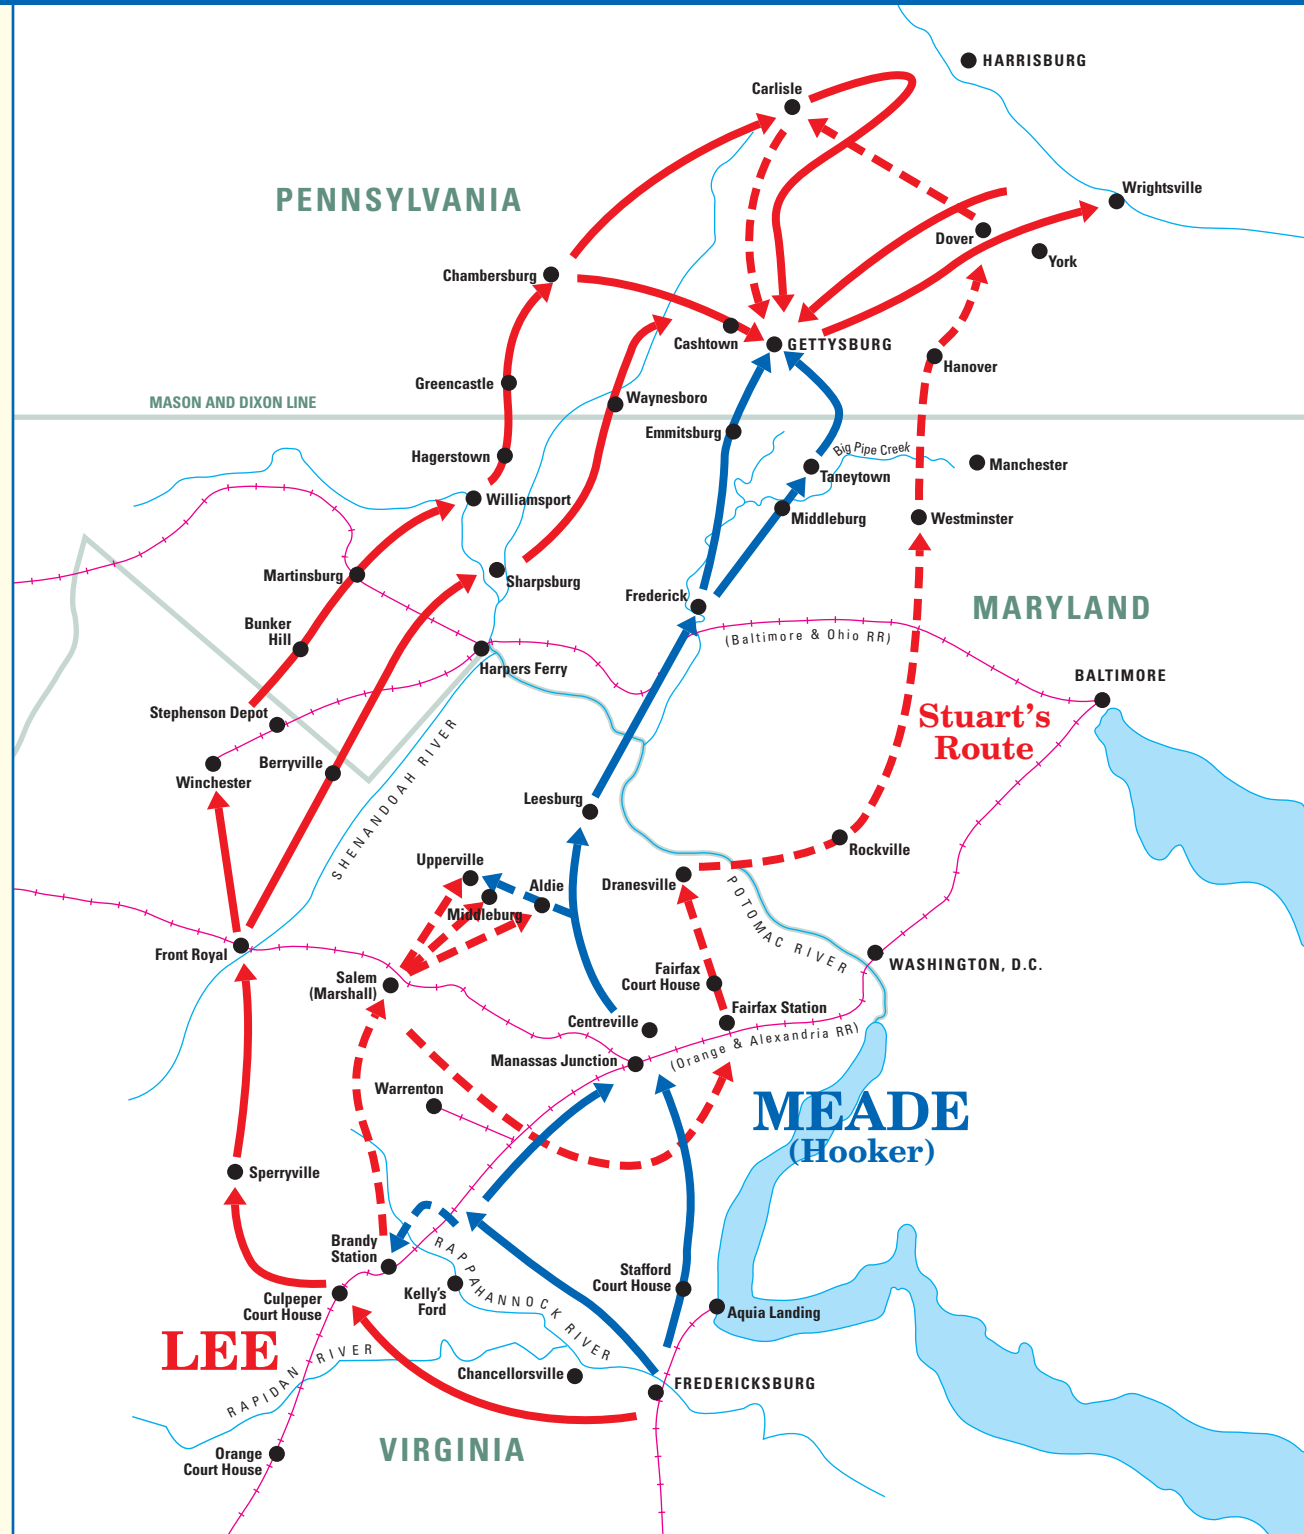 HARRISBURG
Carlisle
Wrightsville
PENNSYLVANIA
Dover
York
Chambersburg
Cashtown
GETTYSBURG
Hanover
Greencastle
Waynesboro
MASON AND DIXON LINE
Emmitsburg
Big Pipe Creek
Hagerstown
Manchester
Taneytown
Williamsport
Middleburg
Westminster
Martinsburg
Sharpsburg
Frederick
MARYLAND
Bunker
Hill
(Baltimore & Ohio RR)
Harpers Ferry
BALTIMORE
Stephenson Depot
Stuart's
Route
SHENANDOAH RIVER
Berryville
Winchester
Leesburg
Rockville
Upperville
Aldie
Dranesville
Middleburg
POTOMAC RIVER
Front Royal
WASHINGTON, D.C.
Salem
(Marshall)
Fairfax
Court House
Fairfax Station
Centreville
(Orange & Alexandria RR)
Manassas Junction
Warrenton
MEADE
(Hooker)
Sperryville
Brandy
Station
RAPPAHANNOCK RIVER
Stafford
Court House
Kelly's
Ford
Culpeper
Court House
Aquia Landing
LEE
RAPIDAN RIVER
Chancellorsville
FREDERICKSBURG
VIRGINIA
Orange
Court House